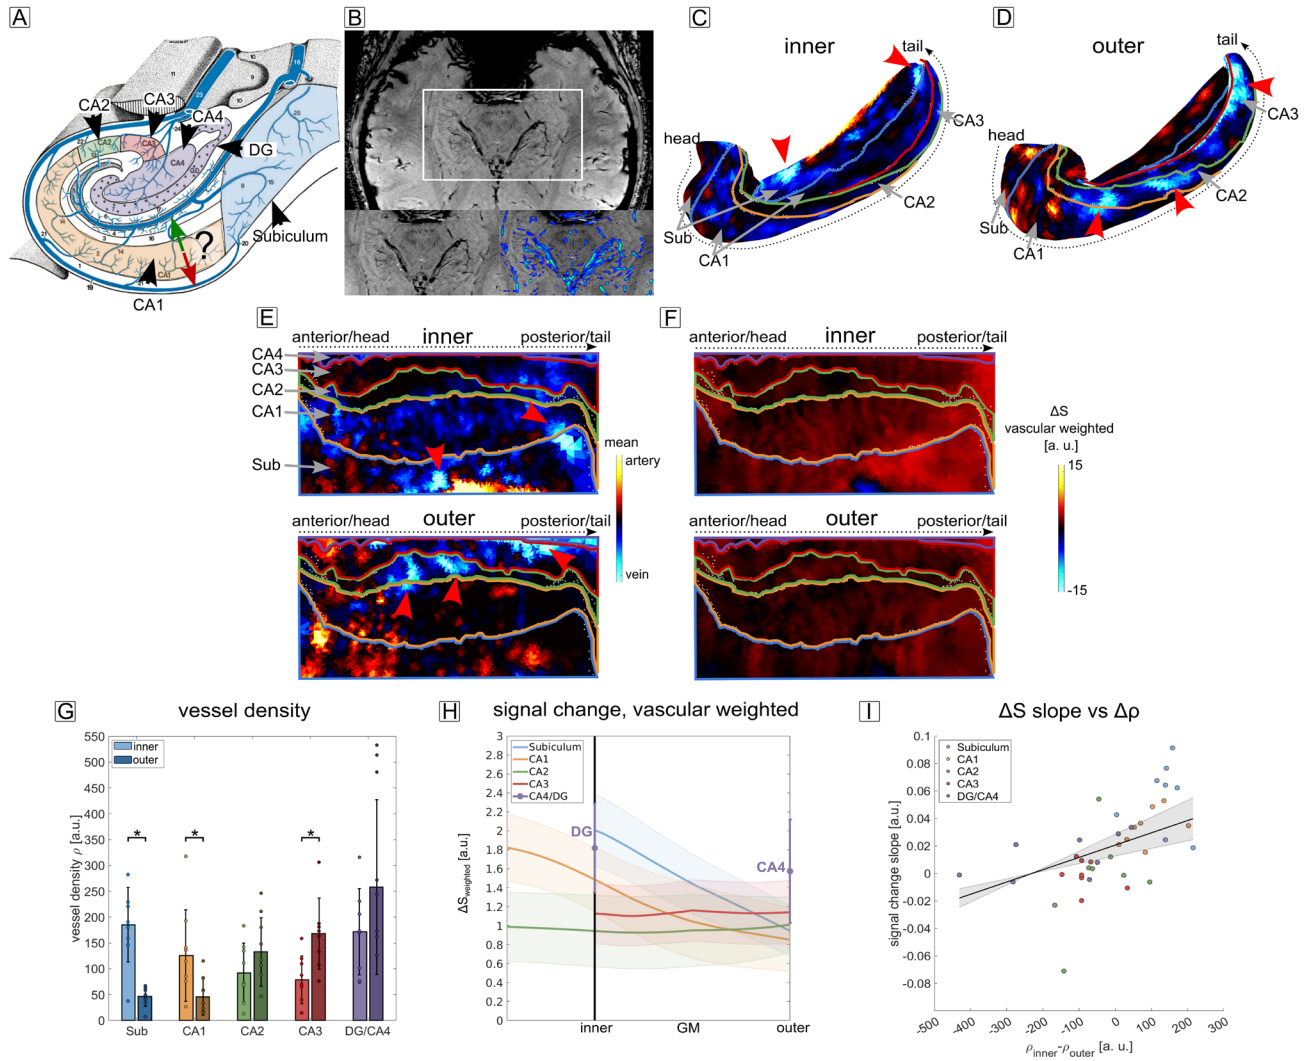 A
CA2
CA3
CA4
DG
CA2
CA3
CA4
GD
CA1
?
Subiculum
CA1
B
C
inner
tail
head
CA3
CA2
Sub
CA1
D
outer
tail
head
CA3
CA2
Sub
CA1
E
anterior/head inner posterior/tail
CA4
CA3
CA2
CA1
Sub
mean
artery
vein
anterior/head outer posterior/tail
F
anterior/head inner posterior/tail
anterior/head outer posterior/tail
ΔS
vascular weighted
[a. u.]
15
-15
G
vessel density
inner
outer
vessel density ρ [a.u.]
550
500
450
400
350
300
250
200
150
100
50
0
* * *
Sub CA1 CA2 CA3 DG/CA4
H
signal change, vascular weighted
Subiculum
CA1
CA2
CA3
CA4/DG
DG
CA4
ΔSweighted [a.u.]
3
2.8
2.6
2.4
2.2
2
1.8
1.6
1.4
1.2
1
0.8
0.6
0.4
0.2
0
inner GM outer
I
ΔS slope vs Δρ
Subiculum
CA1
CA2
CA3
DG/CA4
signal change slope [a.u.]
0.1
0.08
0.06
0.04
0.02
0
-0.02
-0.04
-0.06
-0.08
-500 -400 -300 -200 -100 0 100 200 300
ρinner-ρouter [a. u.]